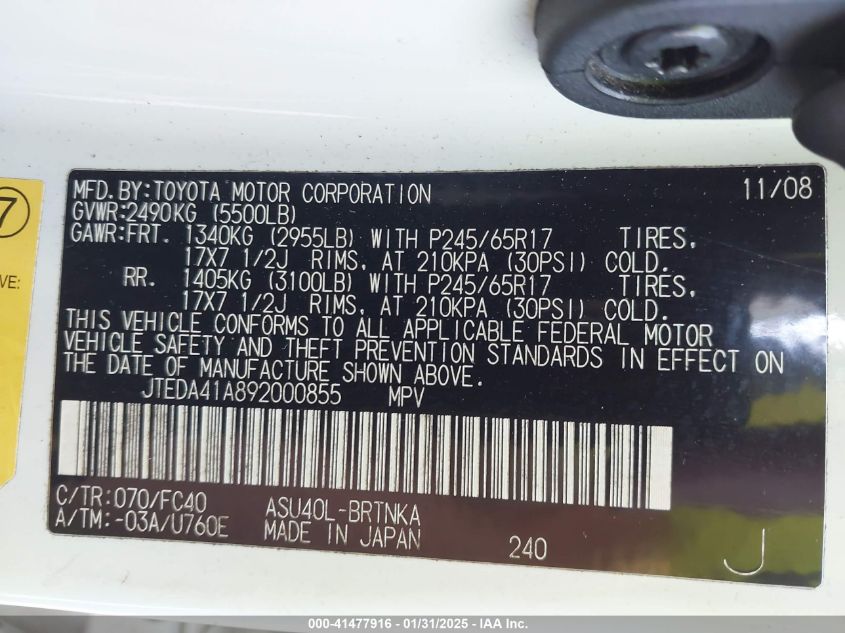 7
VE:
MFD.BY:TOYOTA MOTOR CORPORATION 11/08
GVWR:2490KG (5500LB)
GAWR:FRT. 1340KG (2955LB) WITH P245/65R17 TIRES,
17X7 1/2J RIMS, AT 210KPA (30PSI) COLD.
RR. 1405KG (3100LB) WITH P245/65R17 TIRES,
17X7 1/2J RIMS, AT 210KPA (30PSI) COLD.
THIS VEHICLE CONFORMS TO ALL APPLICABLE FEDERAL MOTOR
VEHICLE SAFETY AND THEFT PREVENTION STANDARDS IN EFFECT ON
THE DATE OF MANUFACTURE SHOWN ABOVE.
JTEDA41A892000855 MPV
C/TR:070/FC40 ASU40L-BRTNKA
A/TM:-03A/U760E MADE IN JAPAN 240 J
000-41477916 - 01/31/2025 - IAA Inc.